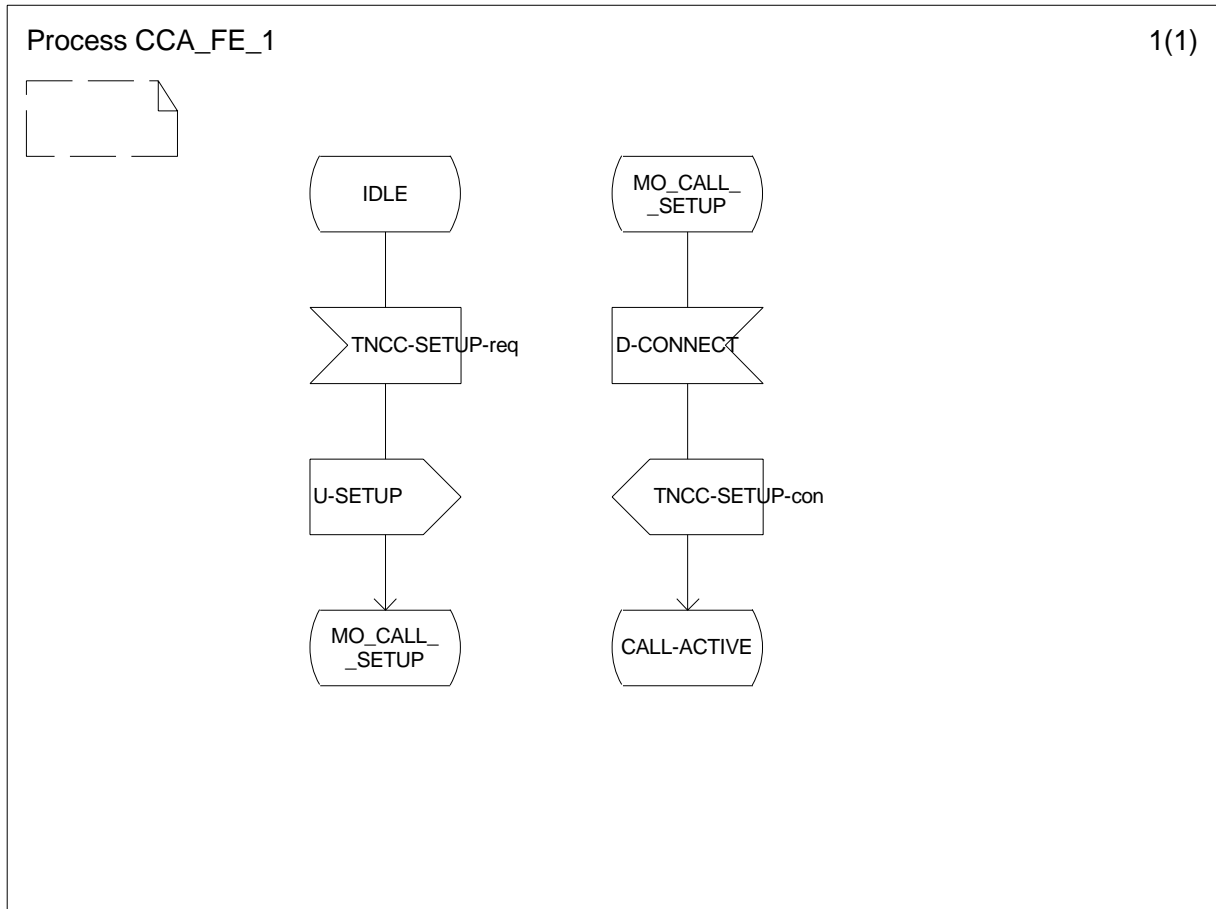 Process CCA_FE_1
1(1)
IDLE
MO_CALL_
_SETUP
TNCC-SETUP-req
D-CONNECT
U-SETUP
TNCC-SETUP-con
MO_CALL_
_SETUP
CALL-ACTIVE